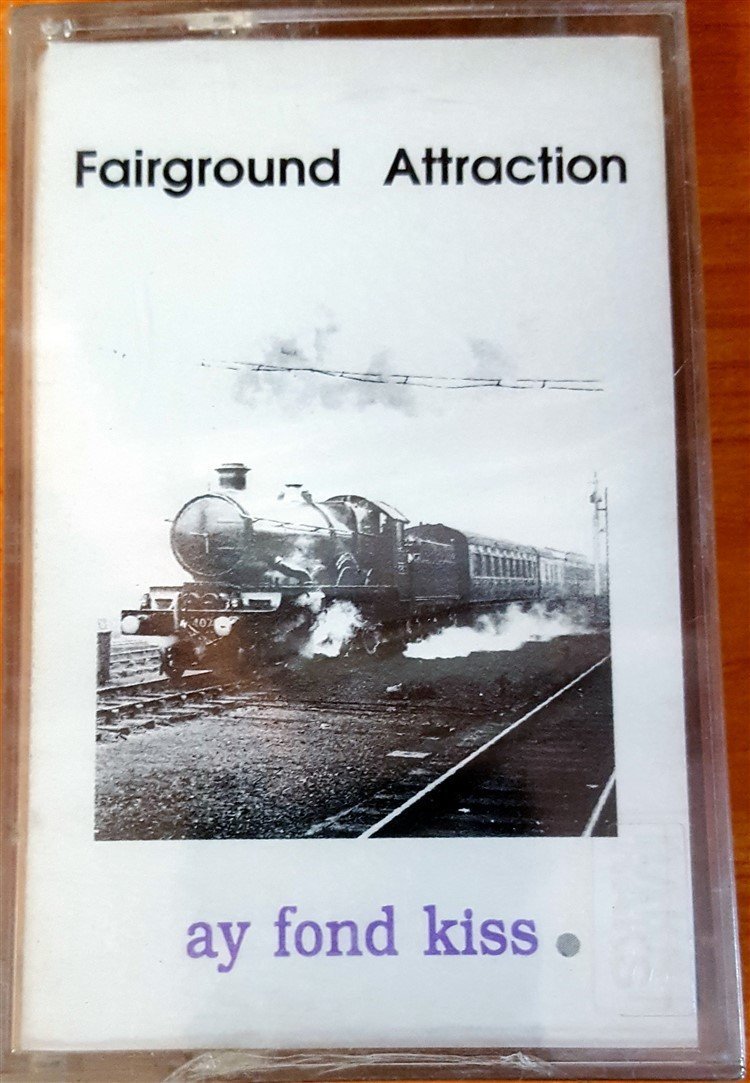 Fairground Attraction
ay fond kiss